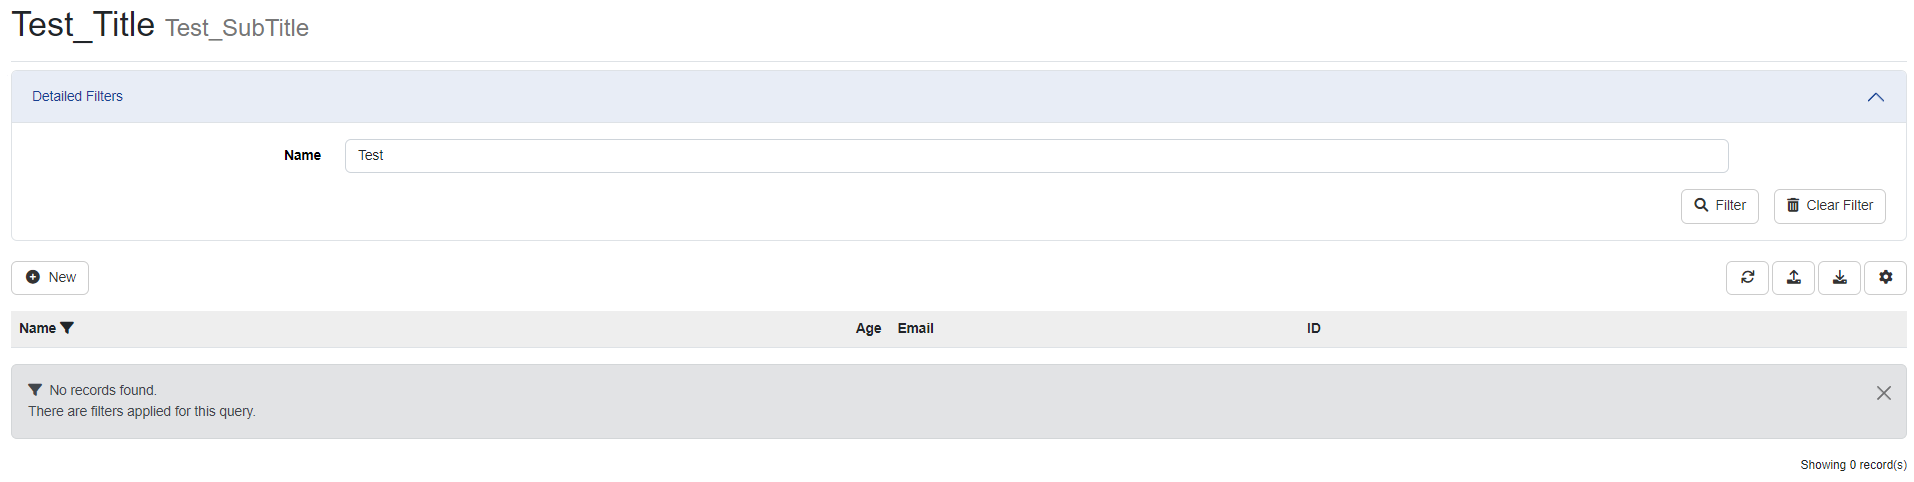 Test_Title Test_SubTitle
Detailed Filters
Name Test
Filter Clear Filter
New
Name Age Email ID
No records found.
There are filters applied for this query.
Showing 0 record(s)